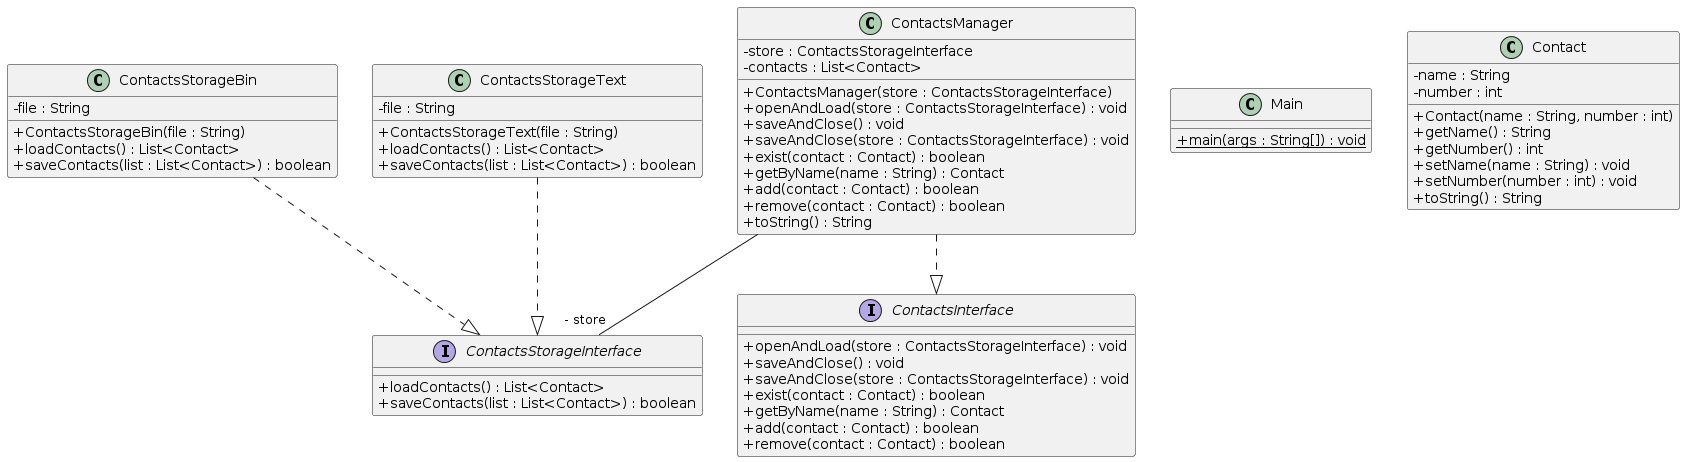 C ContactsStorageBin
-file : String
+ContactsStorageBin(file : String)
+loadContacts() : List<Contact>
+saveContacts(list : List<Contact>) : boolean
C ContactsStorageText
-file : String
+ContactsStorageText(file : String)
+loadContacts() : List<Contact>
+saveContacts(list : List<Contact>) : boolean
C ContactsManager
-store : ContactsStorageInterface
-contacts : List<Contact>
+ContactsManager(store : ContactsStorageInterface)
+openAndLoad(store : ContactsStorageInterface) : void
+saveAndClose() : void
+saveAndClose(store : ContactsStorageInterface) : void
+exist(contact : Contact) : boolean
+getByName(name : String) : Contact
+add(contact : Contact) : boolean
+remove(contact : Contact) : boolean
+toString() : String
C Main
+main(args : String[]) : void
C Contact
-name : String
-number : int
+Contact(name : String, number : int)
+getName() : String
+getNumber() : int
+setName(name : String) : void
+setNumber(number : int) : void
+toString() : String
- store
I ContactsStorageInterface
+loadContacts() : List<Contact>
+saveContacts(list : List<Contact>) : boolean
I ContactsInterface
+openAndLoad(store : ContactsStorageInterface) : void
+saveAndClose() : void
+saveAndClose(store : ContactsStorageInterface) : void
+exist(contact : Contact) : boolean
+getByName(name : String) : Contact
+add(contact : Contact) : boolean
+remove(contact : Contact) : boolean